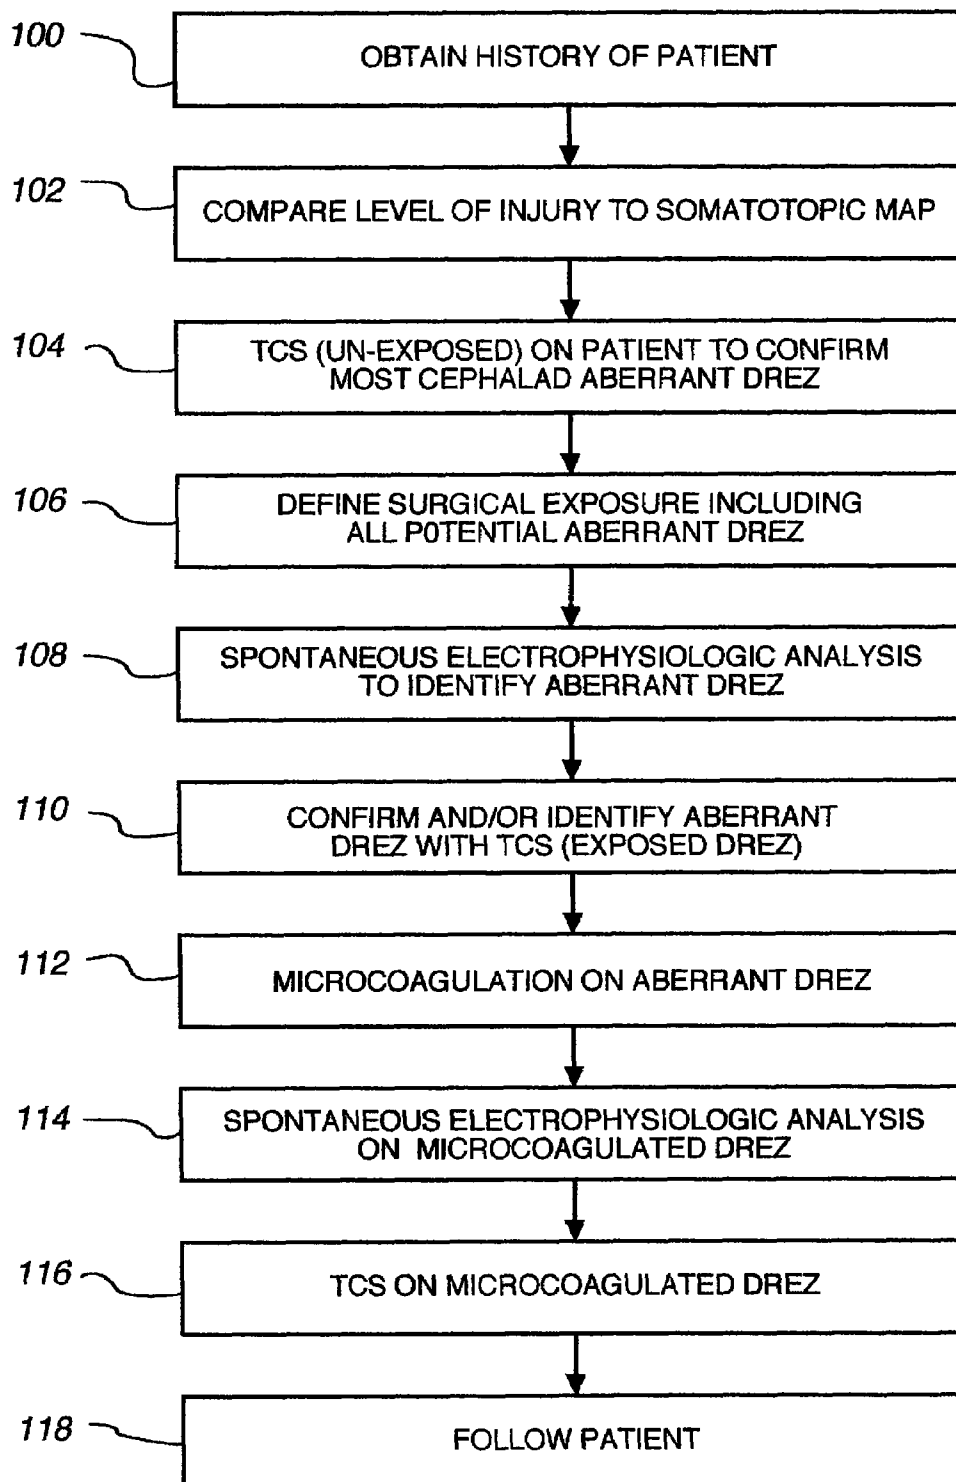 100
OBTAIN HISTORY OF PATIENT
102
COMPARE LEVEL OF INJURY TO SOMATOTOPIC MAP
104
TCS (UN-EXPOSED) ON PATIENT TO CONFIRM
MOST CEPHALAD ABERRANT DREZ
106
DEFINE SURGICAL EXPOSURE INCLUDING
ALL P0TENTIAL ABERRANT DREZ
108
SPONTANEOUS ELECTROPHYSIOLOGIC ANALYSIS
TO IDENTIFY ABERRANT DREZ
110
CONFIRM AND/OR IDENTIFY ABERRANT
DREZ WITH TCS (EXPOSED DREZ)
112
MICROCOAGULATION ON ABERRANT DREZ
114
SPONTANEOUS ELECTROPHYSIOLOGIC ANALYSIS
ON MICROCOAGULATED DREZ
116
TCS ON MICROCOAGULATED DREZ
118
FOLLOW PATIENT